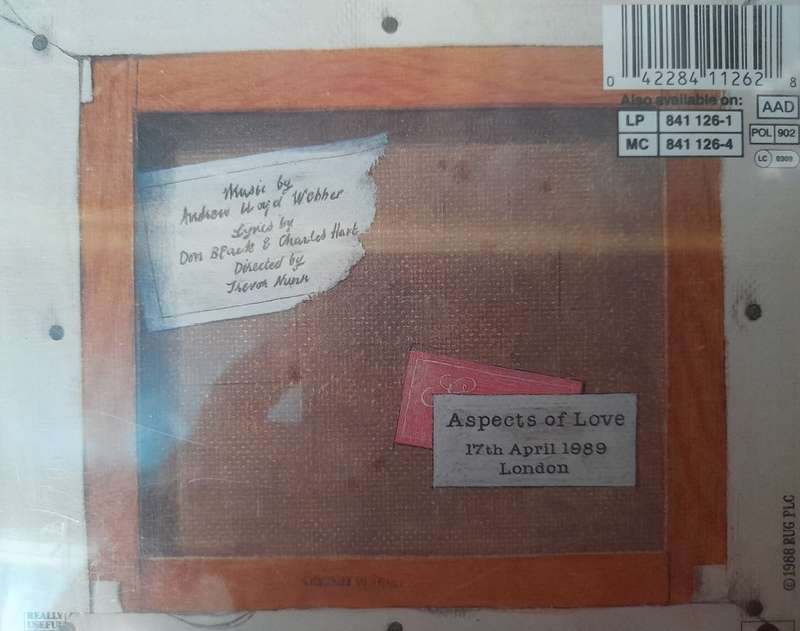 0 42284 11262 8
Also available on:
LP 841 126-1
MC 841 126-4
AAD
POL 902
LC 0309
Music by
Andrew Lloyd Webber
Lyrics by
Don Black & Charles Hart
Directed by
Trevor Nunn
Aspects of Love
17th April 1989
London
©1988 RUG PLC
REALLY
USEFUL